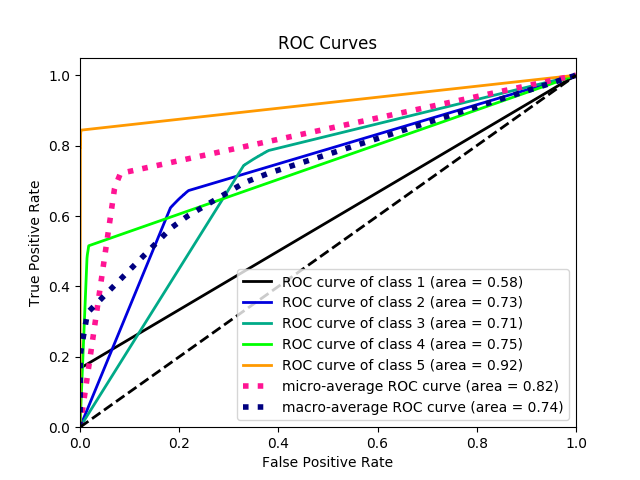 ROC Curves
True Positive Rate
1.0
0.8
0.6
0.4
0.2
0.0
ROC curve of class 1 (area = 0.58)
ROC curve of class 2 (area = 0.73)
ROC curve of class 3 (area = 0.71)
ROC curve of class 4 (area = 0.75)
ROC curve of class 5 (area = 0.92)
micro-average ROC curve (area = 0.82)
macro-average ROC curve (area = 0.74)
0.0 0.2 0.4 0.6 0.8 1.0
False Positive Rate